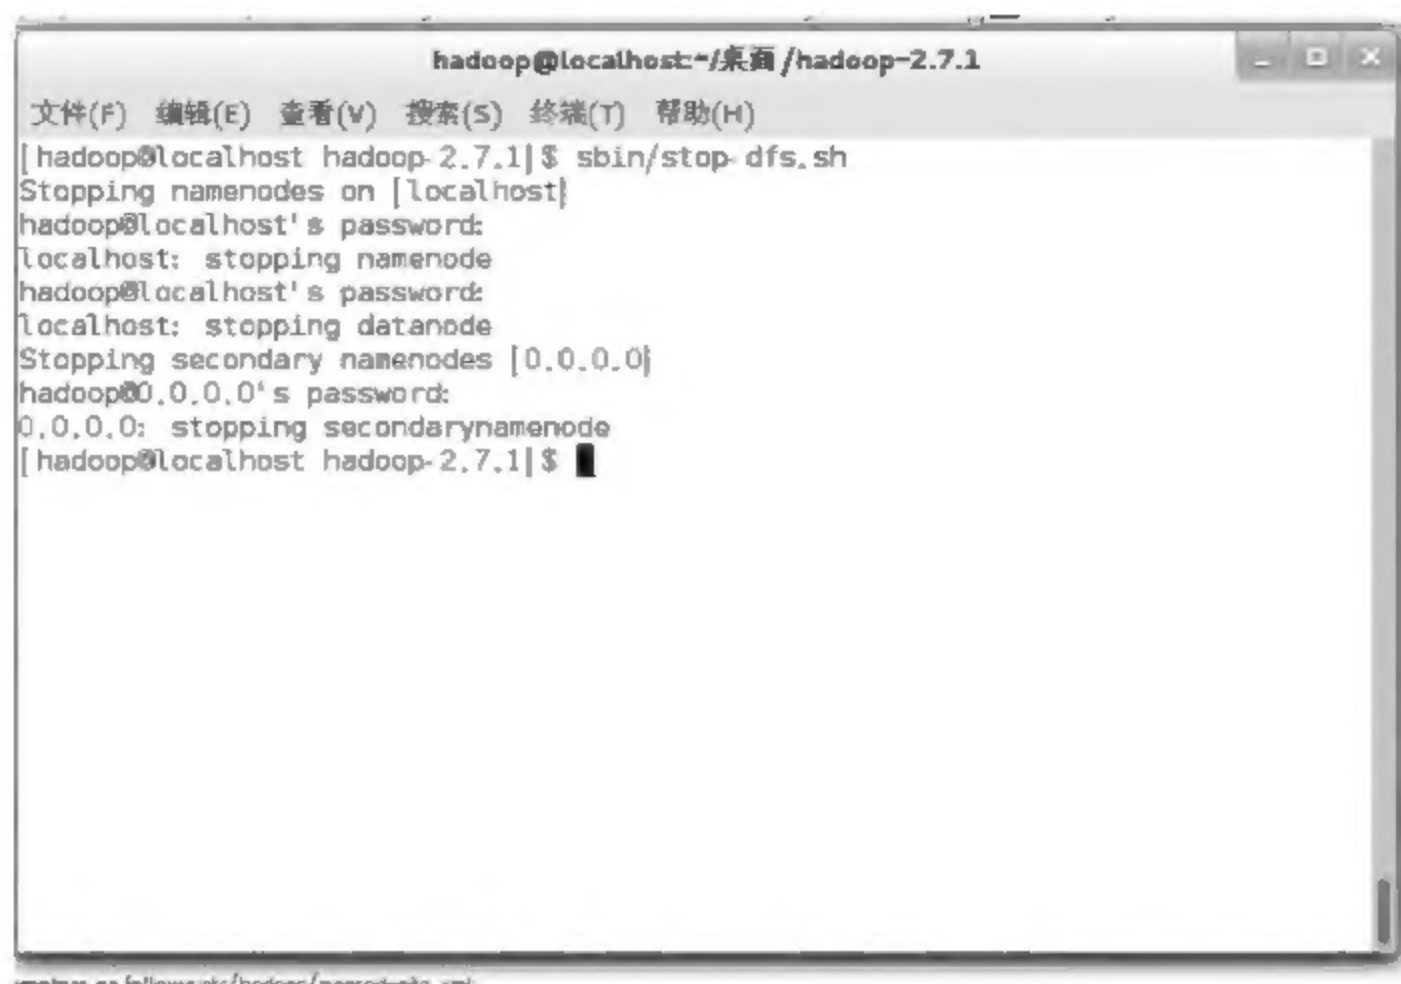 hadoop@localhost:~/桌面/hadoop-2.7.1
文件(F) 编辑(E) 查看(V) 搜索(S) 终端(T) 帮助(H)
[hadoop@localhost hadoop-2.7.1]$ sbin/stop-dfs.sh
Stopping namenodes on [localhost]
hadoop@localhost's password:
localhost: stopping namenode
hadoop@localhost's password:
localhost: stopping datanode
Stopping secondary namenodes [0.0.0.0]
hadoop@0.0.0.0's password:
0.0.0.0: stopping secondarynamenode
[hadoop@localhost hadoop-2.7.1]$